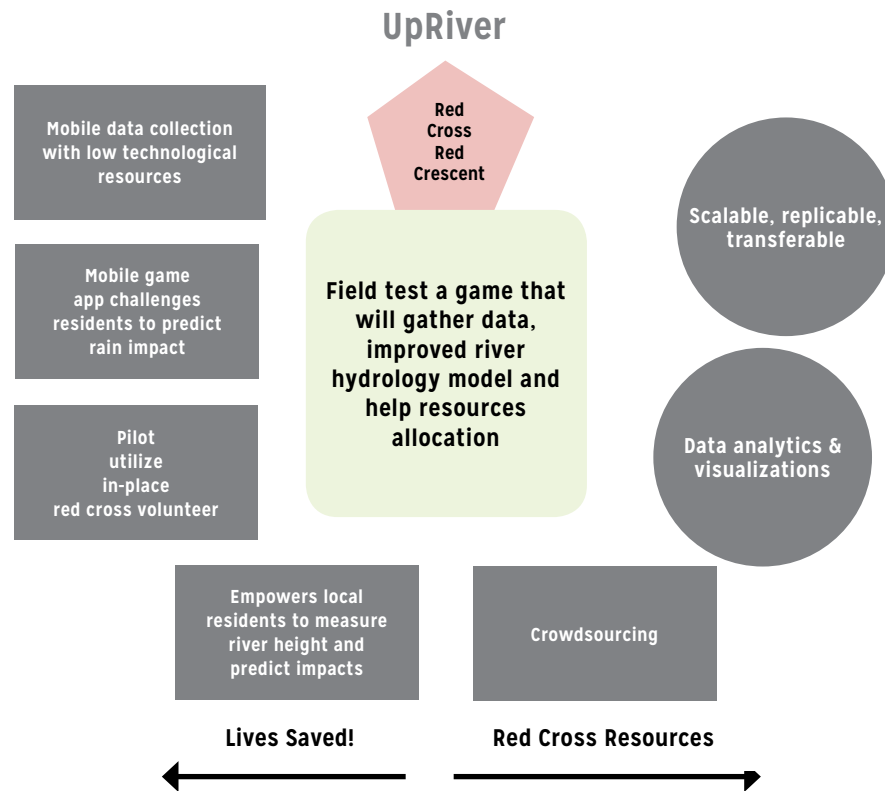 UpRiver
Red
Cross
Red
Crescent
Mobile data collection
with low technological
resources
Scalable, replicable,
transferable
Mobile game
app challenges
residents to predict
rain impact
Field test a game that
will gather data,
improved river
hydrology model and
help resources
allocation
Data analytics &
visualizations
Pilot
utilize
in-place
red cross volunteer
Empowers local
residents to measure
river height and
predict impacts
Crowdsourcing
Lives Saved!
Red Cross Resources